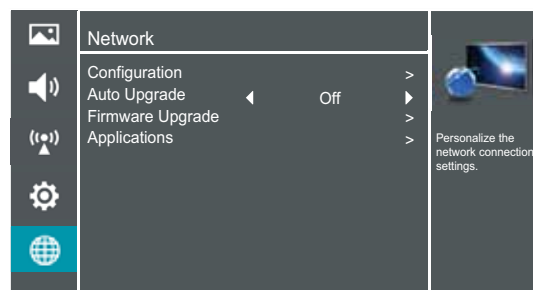 Network
Configuration >
Auto Upgrade Off
Firmware Upgrade >
Applications >
Personalize the
network connection
settings.